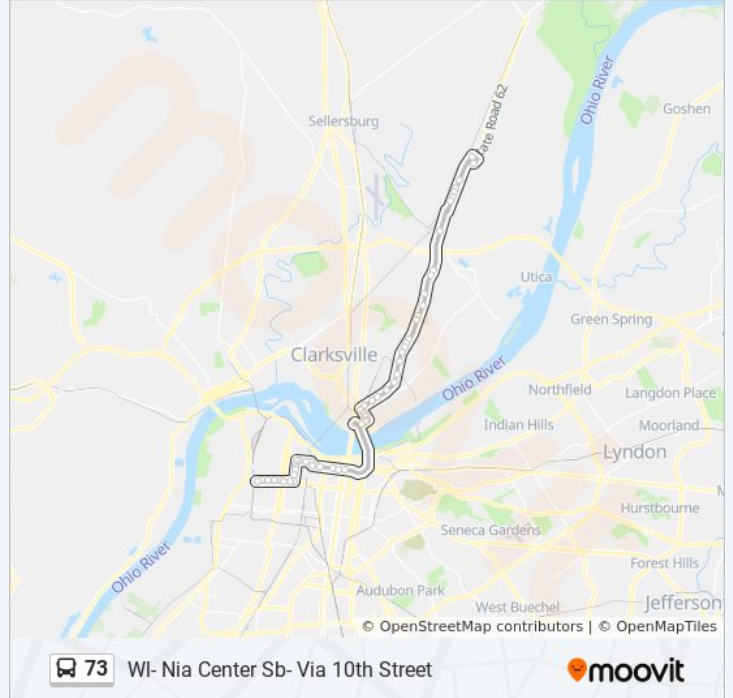 Ohio River
Goshen
Sellersburg
ate Road 62
Utica
Green Spring
Clarksville
Ohio River
Northfield
Langdon Place
Indian Hills
Moorland
Lyndon
Hurstbourne
Seneca Gardens
Ohio River
Forest Hills
Audubon Park
West Buechel
Jefferson
© OpenStreetMap contributors | © OpenMapTiles
73 Wl- Nia Center Sb- Via 10th Street
moovit